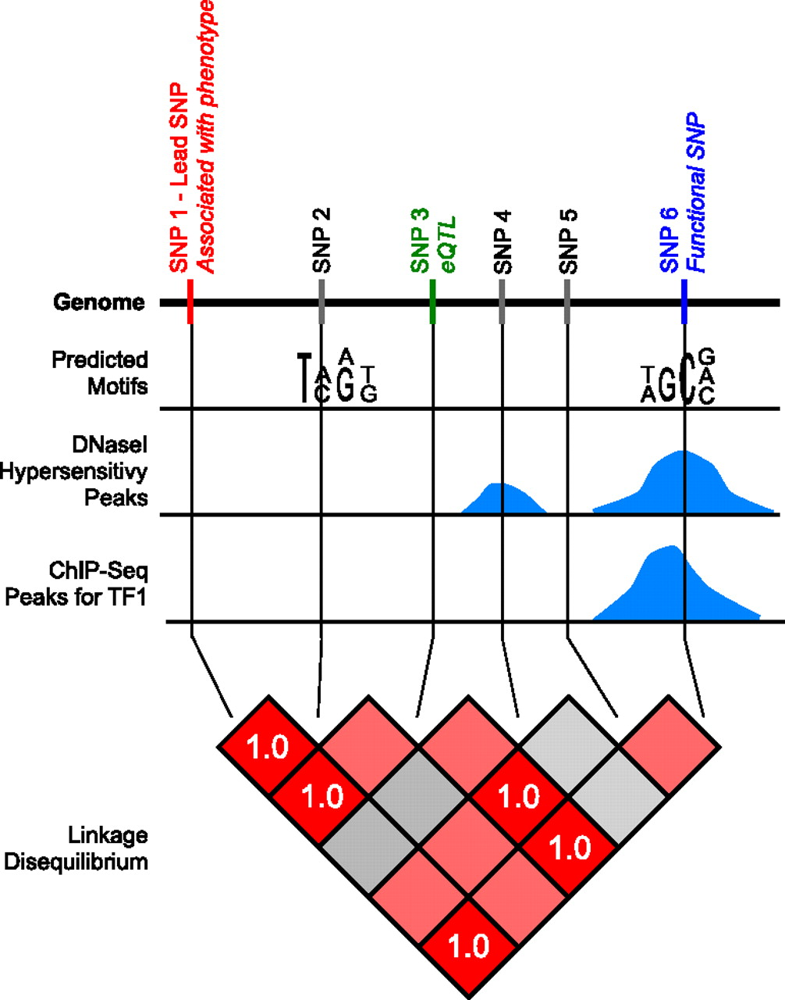 SNP 1 - Lead SNP
Associated with phenotype
SNP 2
SNP 3
eQTL
SNP 4
SNP 5
SNP 6
Functional SNP
Genome
Predicted
Motifs
T
A
C
A
G
T
G
T
A
G
C
G
A
C
DNaseI
Hypersensitivy
Peaks
ChIP-Seq
Peaks for TF1
1.0
1.0
1.0
1.0
1.0
Linkage
Disequilibrium